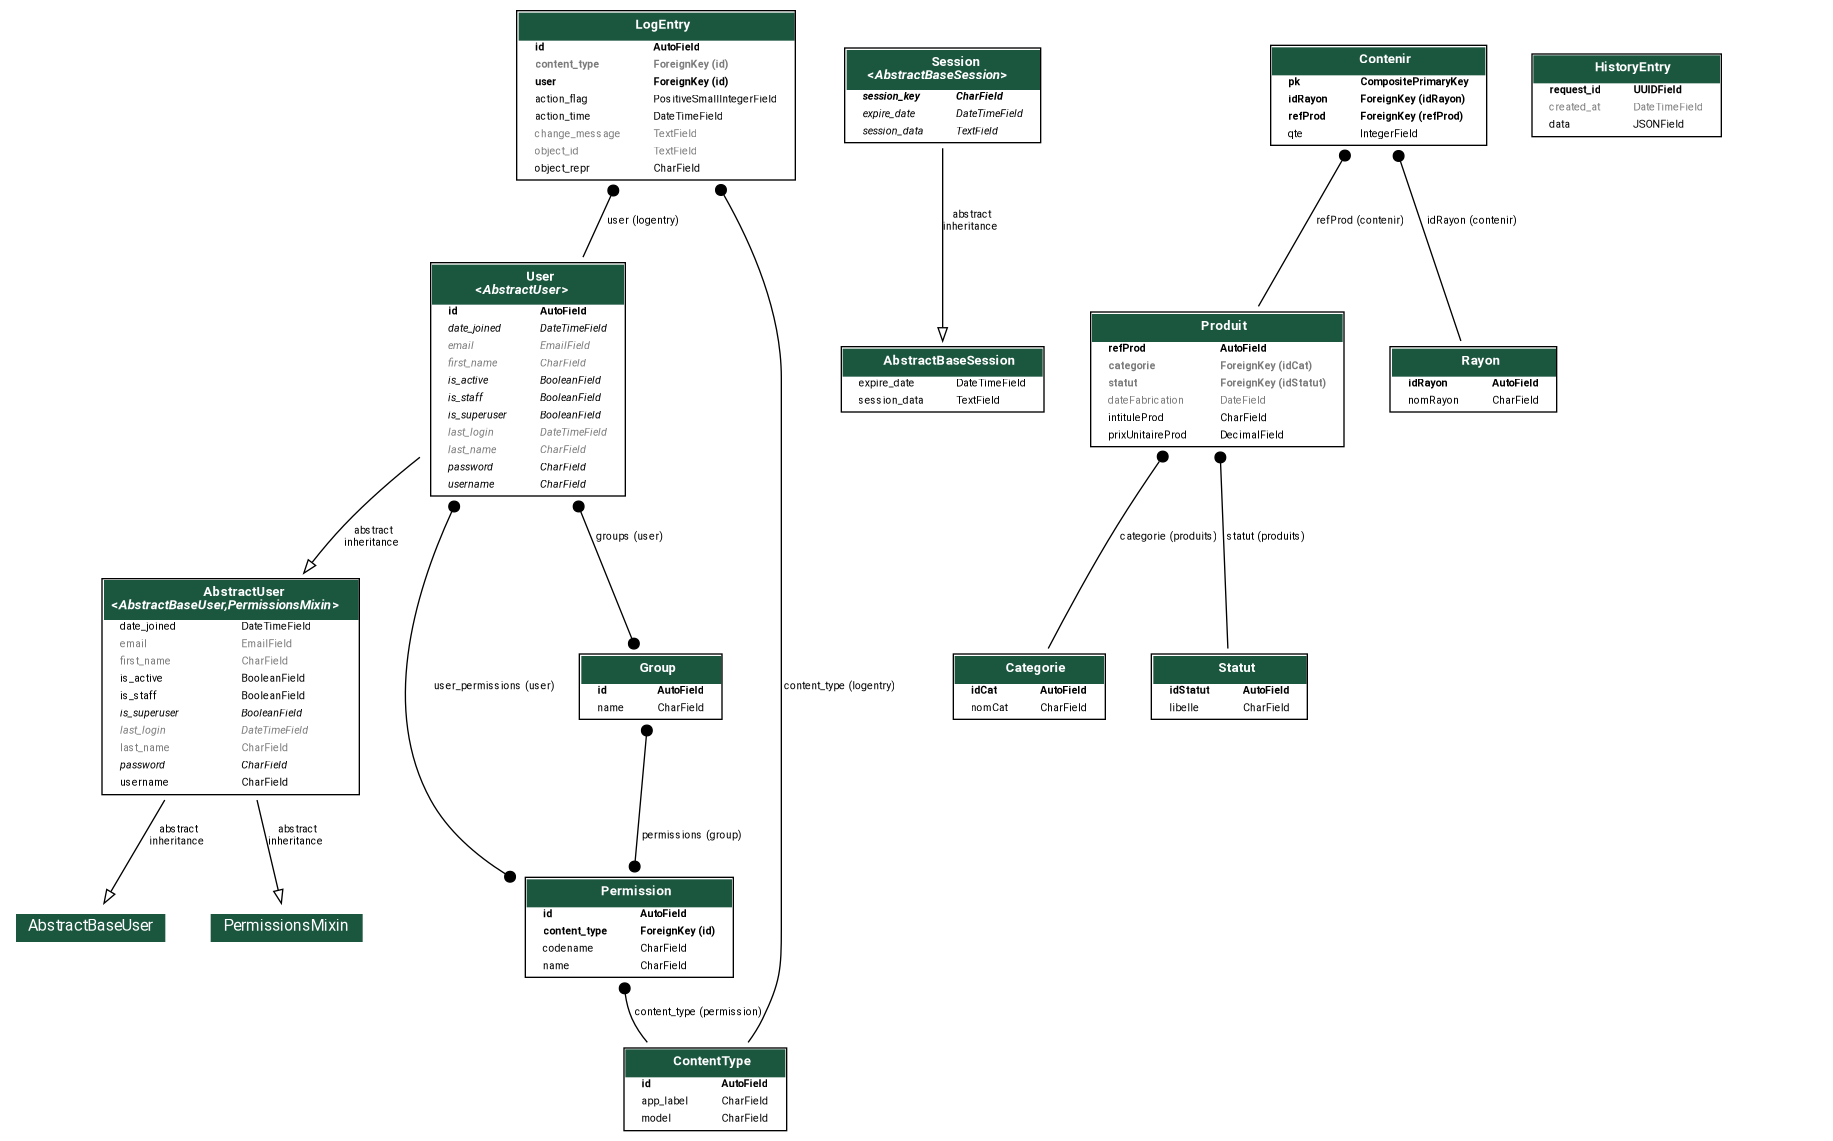 LogEntry
id AutoField
content_type ForeignKey (id)
user ForeignKey (id)
action_flag PositiveSmallIntegerField
action_time DateTimeField
change_message TextField
object_id TextField
object_repr CharField
Session
<AbstractBaseSession>
session_key CharField
expire_date DateTimeField
session_data TextField
Contenir
pk CompositePrimaryKey
idRayon ForeignKey (idRayon)
refProd ForeignKey (refProd)
qte IntegerField
HistoryEntry
request_id UUIDField
created_at DateTimeField
data JSONField
user (logentry)
abstract
inheritance
refProd (contenir)
idRayon (contenir)
User
<AbstractUser>
id AutoField
date_joined DateTimeField
email EmailField
first_name CharField
is_active BooleanField
is_staff BooleanField
is_superuser BooleanField
last_login DateTimeField
last_name CharField
password CharField
username CharField
AbstractBaseSession
expire_date DateTimeField
session_data TextField
Produit
refProd AutoField
categorie ForeignKey (idCat)
statut ForeignKey (idStatut)
dateFabrication DateField
intituleProd CharField
prixUnitaireProd DecimalField
Rayon
idRayon AutoField
nomRayon CharField
abstract
inheritance
groups (user)
categorie (produits)
statut (produits)
AbstractUser
<AbstractBaseUser,PermissionsMixin>
date_joined DateTimeField
email EmailField
first_name CharField
is_active BooleanField
is_staff BooleanField
is_superuser BooleanField
last_login DateTimeField
last_name CharField
password CharField
username CharField
user_permissions (user)
Group
id AutoField
name CharField
content_type (logentry)
Categorie
idCat AutoField
nomCat CharField
Statut
idStatut AutoField
libelle CharField
abstract
inheritance
abstract
inheritance
permissions (group)
AbstractBaseUser
PermissionsMixin
Permission
id AutoField
content_type ForeignKey (id)
codename CharField
name CharField
content_type (permission)
ContentType
id AutoField
app_label CharField
model CharField